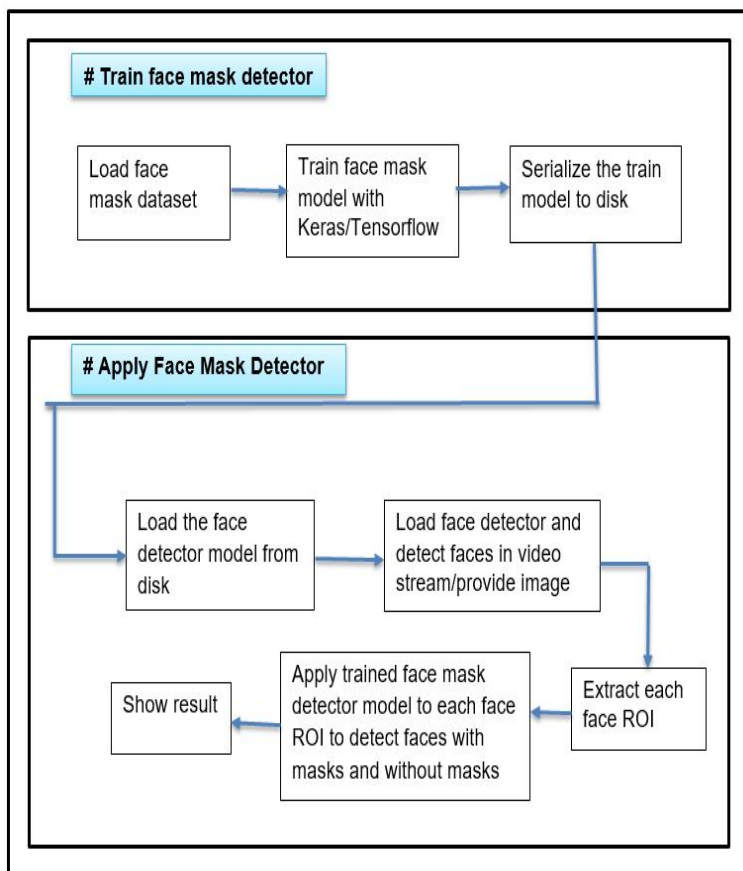 # Train face mask detector
Load face
mask dataset
Train face mask
model with
Keras/Tensorflow
Serialize the train
model to disk
# Apply Face Mask Detector
Load the face
detector model from
disk
Load face detector and
detect faces in video
stream/provide image
Extract each
face ROI
Apply trained face mask
detector model to each face
ROI to detect faces with
masks and without masks
Show result